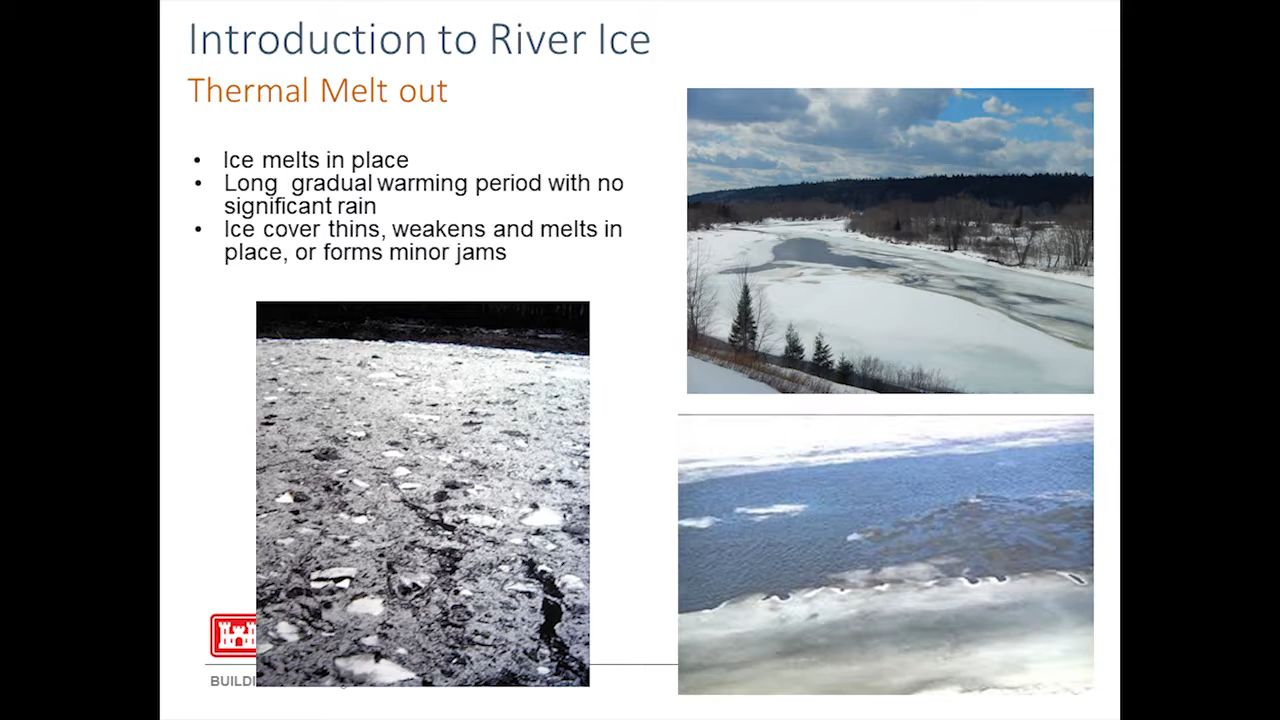 Introduction to River Ice
Thermal Melt out
• Ice melts in place
• Long gradual warming period with no
significant rain
• Ice cover thins, weakens and melts in
place, or forms minor jams